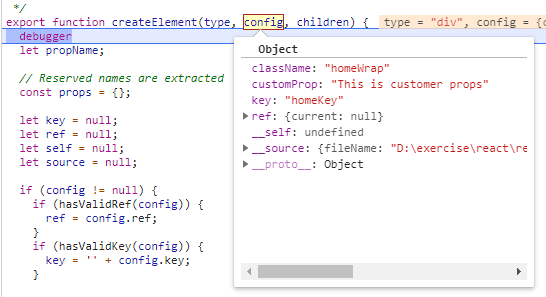 */
export function createElement(type, config, children) { type = "div", config = {c
debugger
let propName;
// Reserved names are extracted
const props = {};
let key = null;
let ref = null;
let self = null;
let source = null;
if (config != null) {
if (hasValidRef(config)) {
ref = config.ref;
}
if (hasValidKey(config)) {
key = '' + config.key;
}
Object
className: "homeWrap"
customProp: "This is customer props"
key: "homeKey"
ref: {current: null}
__self: undefined
__source: {fileName: "D:\exercise\react\re
__proto__: Object